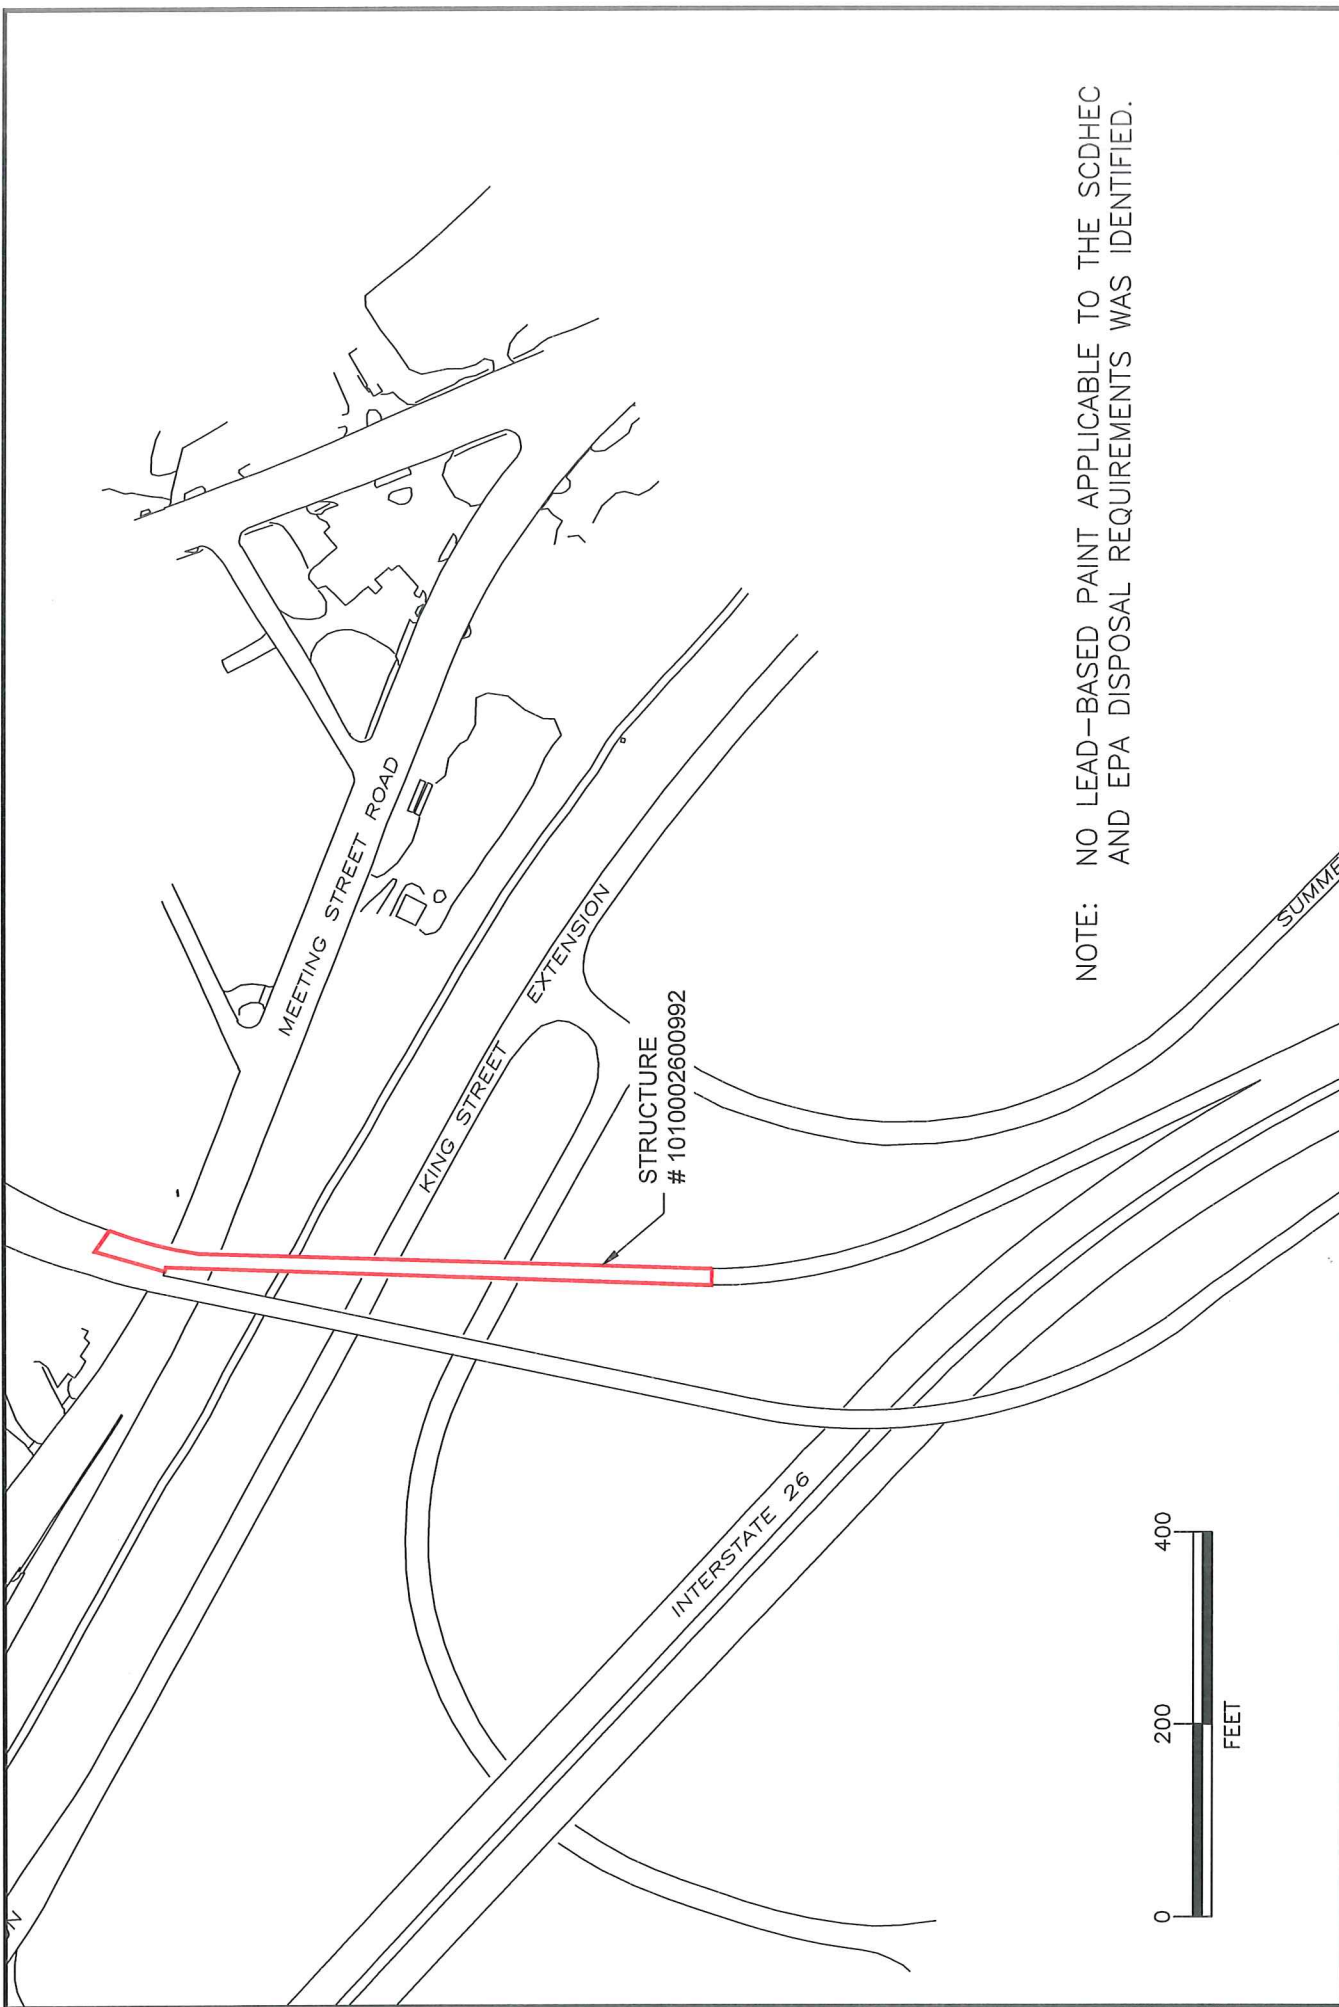 MEETING STREET ROAD
KING STREET EXTENSION
STRUCTURE
# 1010002600992
INTERSTATE 26
NOTE: NO LEAD-BASED PAINT APPLICABLE TO THE SCDHEC
AND EPA DISPOSAL REQUIREMENTS WAS IDENTIFIED.
0 200 400
FEET